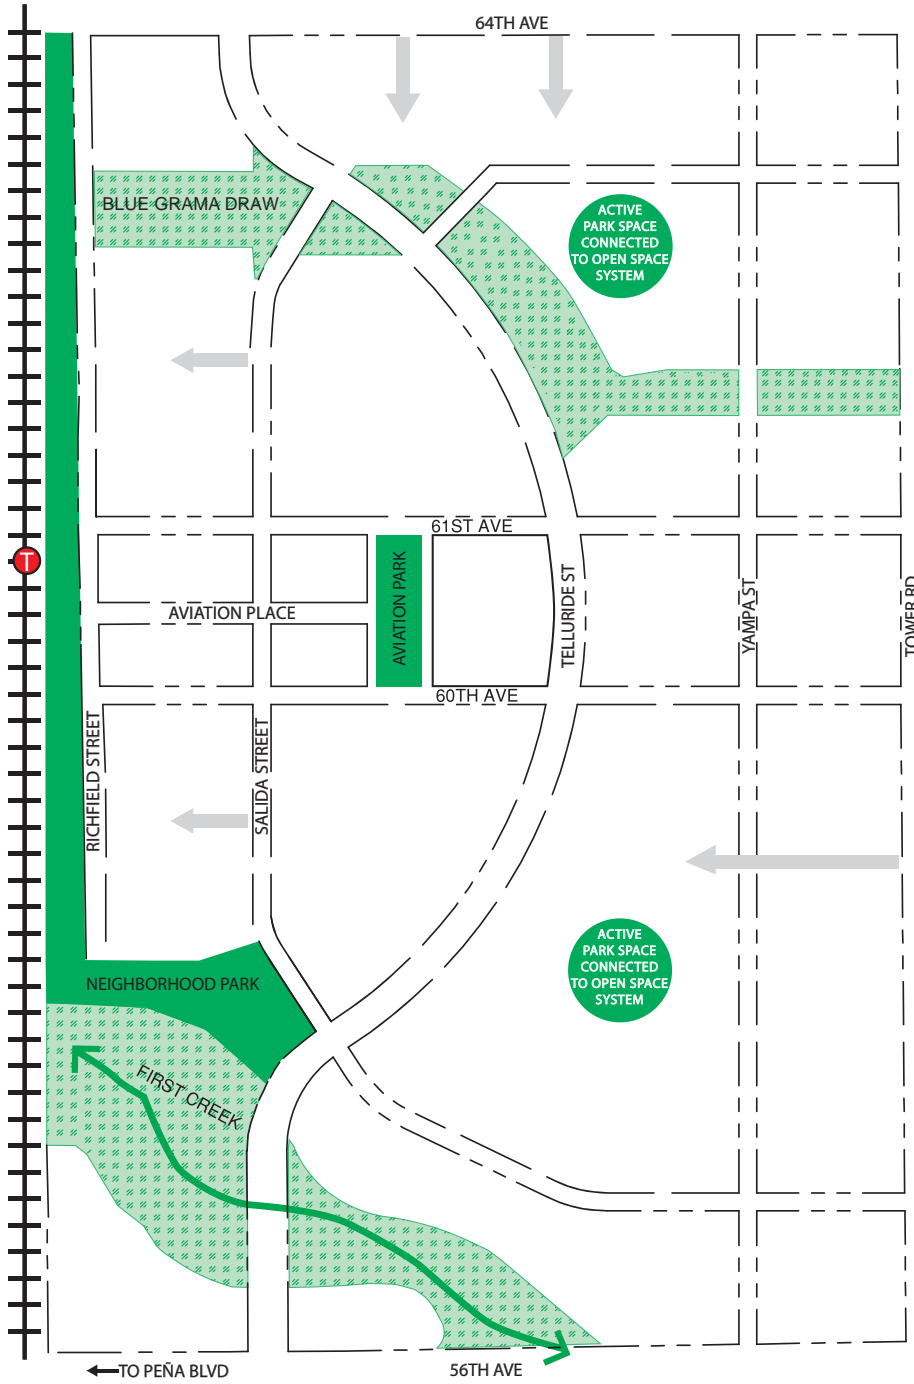 64TH AVE
BLUE GRAMA DRAW
ACTIVE
PARK SPACE
CONNECTED
TO OPEN SPACE
SYSTEM
61ST AVE
T
AVIATION PARK
AVIATION PLACE
TELLURIDE ST
YAMPA ST
TOWER RD
60TH AVE
RICHFIELD STREET
SALIDA STREET
ACTIVE
PARK SPACE
CONNECTED
TO OPEN SPACE
SYSTEM
NEIGHBORHOOD PARK
FIRST CREEK
TO PEÑA BLVD
56TH AVE